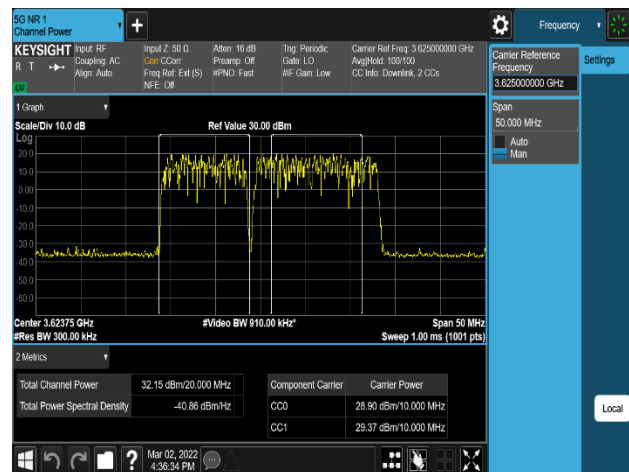 5G NR 1
Channel Power
Frequency
KEYSIGHT
R T
LV
Input: RF
Coupling: AC
Align: Auto
Input Z: 50 Ω
Corr CCorr
Freq Ref: Ext (S)
NFE: Off
Atten: 16 dB
Preamp: Off
#PNO: Fast
Trig: Periodic
Gate: LO
#IF Gain: Low
Carrier Ref Freq: 3.625000000 GHz
Avg|Hold: 100/100
CC Info: Downlink, 2 CCs
Carrier Reference
Frequency
3.625000000 GHz
Settings
Span
50.000 MHz
Auto
Man
1 Graph
Scale/Div 10.0 dB
Ref Value 30.00 dBm
Log
20.0
10.0
0.00
-10.0
-20.0
-30.0
-40.0
-50.0
-60.0
Center 3.62375 GHz
#Video BW 910.00 kHz*
Span 50 MHz
#Res BW 300.00 kHz
Sweep 1.00 ms (1001 pts)
2 Metrics
Total Channel Power 32.15 dBm/20.000 MHz
Total Power Spectral Density -40.86 dBm/Hz
Component Carrier Carrier Power
CC0 28.90 dBm/10.000 MHz
CC1 29.37 dBm/10.000 MHz
Local
?
Mar 02, 2022
4:36:34 PM